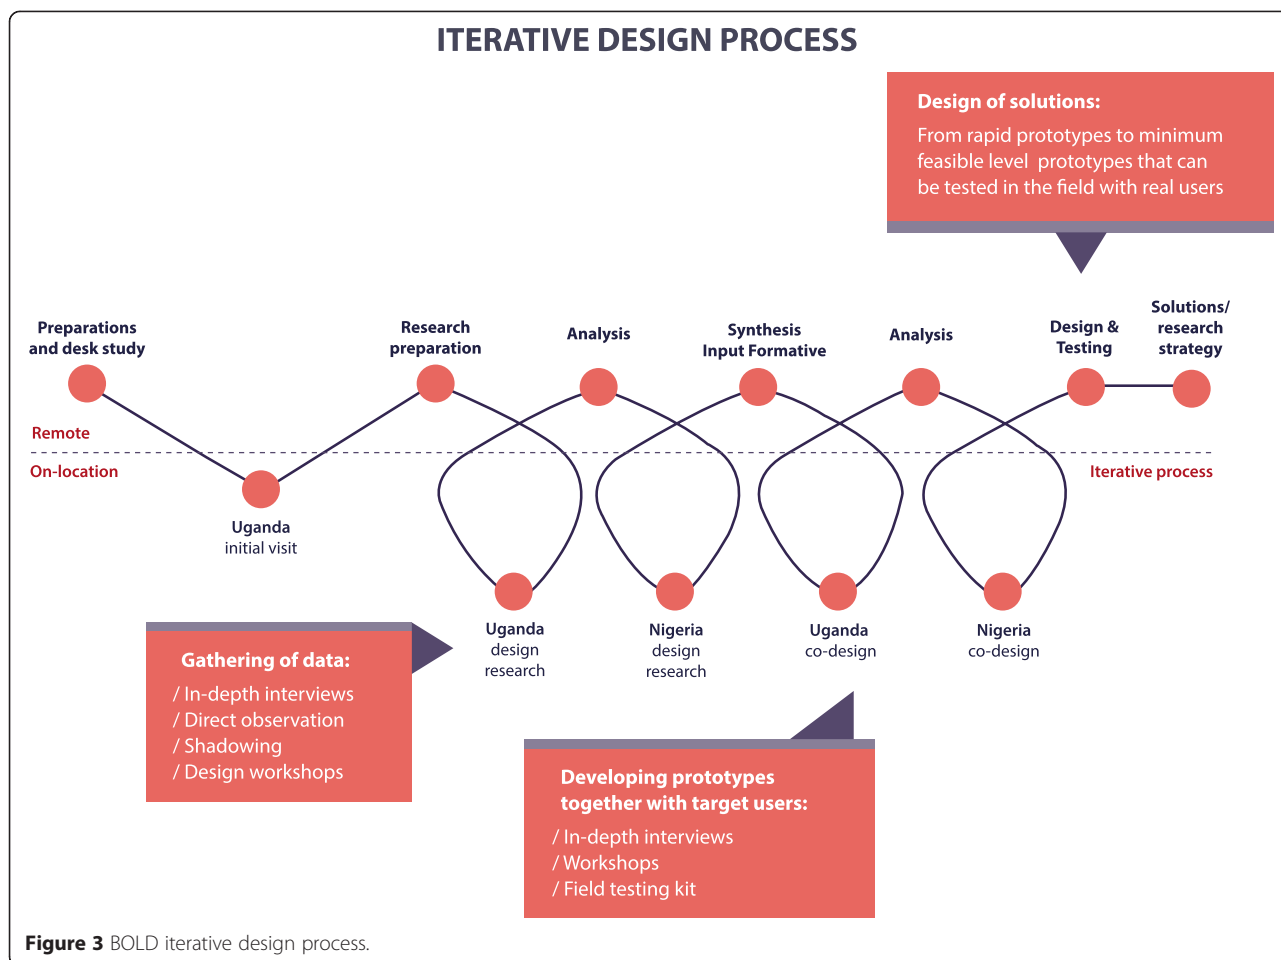 ITERATIVE DESIGN PROCESS
Design of solutions:
From rapid prototypes to minimum
feasible level prototypes that can
be tested in the field with real users
Preparations
and desk study
Research
preparation
Analysis
Synthesis
Input Formative
Analysis
Design &
Testing
Solutions/
research
strategy
Remote
On-location
Iterative process
Uganda
initial visit
Uganda
design
research
Nigeria
design
research
Uganda
co-design
Nigeria
co-design
Gathering of data:
/ In-depth interviews
/ Direct observation
/ Shadowing
/ Design workshops
Developing prototypes
together with target users:
/ In-depth interviews
/ Workshops
/ Field testing kit
Figure 3 BOLD iterative design process.